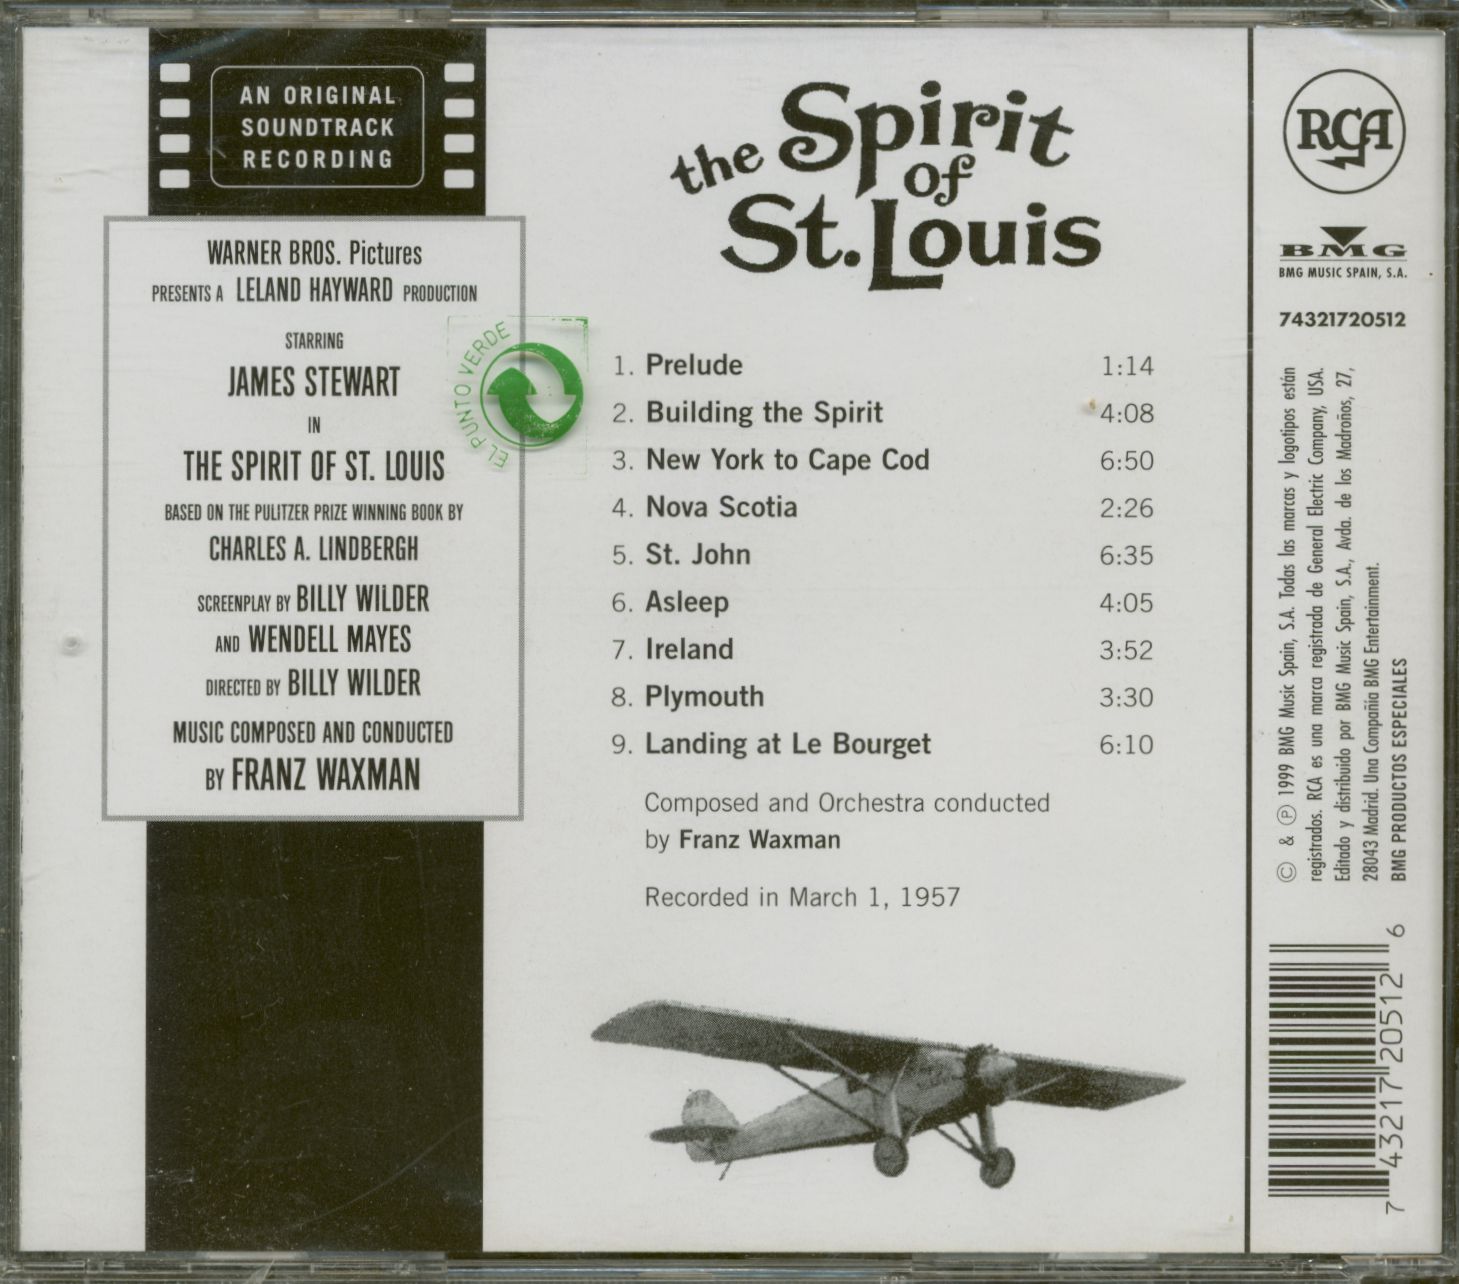 AN ORIGINAL
SOUNDTRACK
RECORDING
WARNER BROS. Pictures
PRESENTS A LELAND HAYWARD PRODUCTION
STARRING
JAMES STEWART
IN
THE SPIRIT OF ST. LOUIS
BASED ON THE PULITZER PRIZE WINNING BOOK BY
CHARLES A. LINDBERGH
SCREENPLAY BY BILLY WILDER
AND WENDELL MAYES
DIRECTED BY BILLY WILDER
MUSIC COMPOSED AND CONDUCTED
BY FRANZ WAXMAN
EL PUNTO VERDE
the Spirit
of
St. Louis
1. Prelude 1:14
2. Building the Spirit 4:08
3. New York to Cape Cod 6:50
4. Nova Scotia 2:26
5. St. John 6:35
6. Asleep 4:05
7. Ireland 3:52
8. Plymouth 3:30
9. Landing at Le Bourget 6:10
Composed and Orchestra conducted
by Franz Waxman
Recorded in March 1, 1957
RCA
BMG
BMG MUSIC SPAIN, S.A.
74321720512
© & ℗ 1999 BMG Music Spain, S.A. Todas las marcas y logotipos están
registrados. RCA es una marca registrada de General Electric Company, USA.
Editado y distribuido por BMG Music Spain, S.A., Avda. de los Madroños, 27,
28043 Madrid. Una Compañía BMG Entertainment.
BMG PRODUCTOS ESPECIALES
7 43217 20512 6